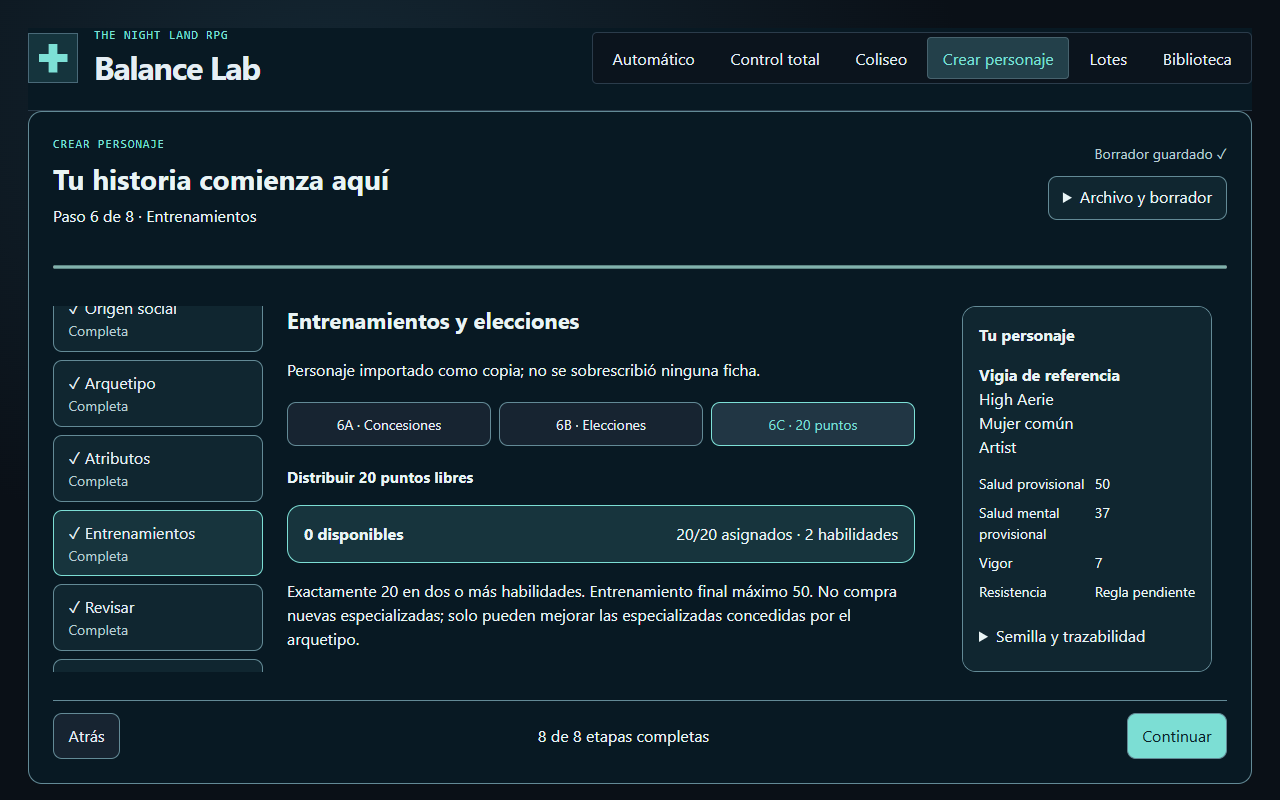 THE NIGHT LAND RPG
Balance Lab
Automático
Control total
Coliseo
Crear personaje
Lotes
Biblioteca
CREAR PERSONAJE
Tu historia comienza aquí
Paso 6 de 8 · Entrenamientos
Borrador guardado ✓
▶ Archivo y borrador
✓ Origen social
Completa
✓ Arquetipo
Completa
✓ Atributos
Completa
✓ Entrenamientos
Completa
✓ Revisar
Completa
Entrenamientos y elecciones
Personaje importado como copia; no se sobrescribió ninguna ficha.
6A · Concesiones
6B · Elecciones
6C · 20 puntos
Distribuir 20 puntos libres
0 disponibles
20/20 asignados · 2 habilidades
Exactamente 20 en dos o más habilidades. Entrenamiento final máximo 50. No compra
nuevas especializadas; solo pueden mejorar las especializadas concedidas por el
arquetipo.
Tu personaje
Vigia de referencia
High Aerie
Mujer común
Artist
Salud provisional 50
Salud mental 37
provisional
Vigor 7
Resistencia Regla pendiente
▶ Semilla y trazabilidad
Atrás
8 de 8 etapas completas
Continuar